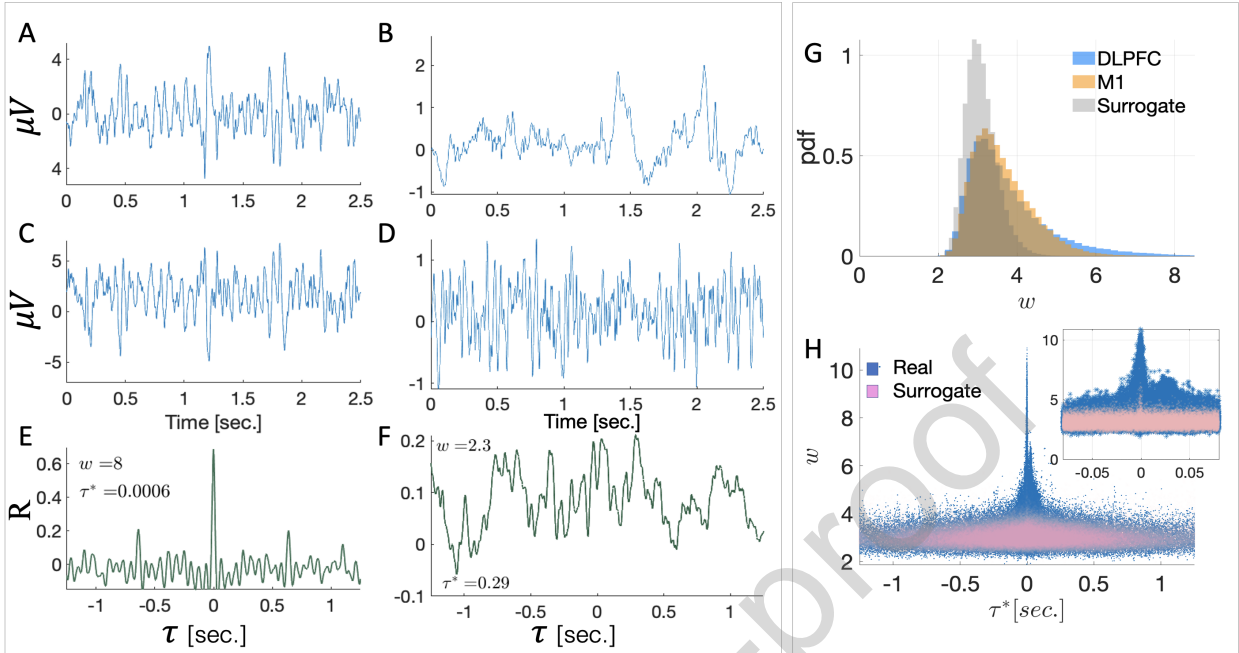 A
4
0
4
μV
0 0.5 1 1.5 2 2.5
B
2
1
0
-1
0 0.5 1 1.5 2 2.5
C
5
0
-5
μV
0 0.5 1 1.5 2 2.5
Time [sec.]
D
1
0
-1
0 0.5 1 1.5 2 2.5
Time [sec.]
E
0.6
0.4
0.2
0
R
w = 8
τ* =0.0006
-1 -0.5 0 0.5 1
τ [sec.]
F
0.2
0.1
0
-0.1
w =2.3
τ* =0.29
-1 -0.5 0 0.5 1
τ [sec.]
G
1
0.5
0
pdf
DLPFC
M1
Surrogate
0 2 4 6 8
w
H
10
8
6
4
2
w
Real
Surrogate
10
5
0
-0.05 0 0.05
-1 -0.5 0 0.5 1
τ*[sec.]
-proof